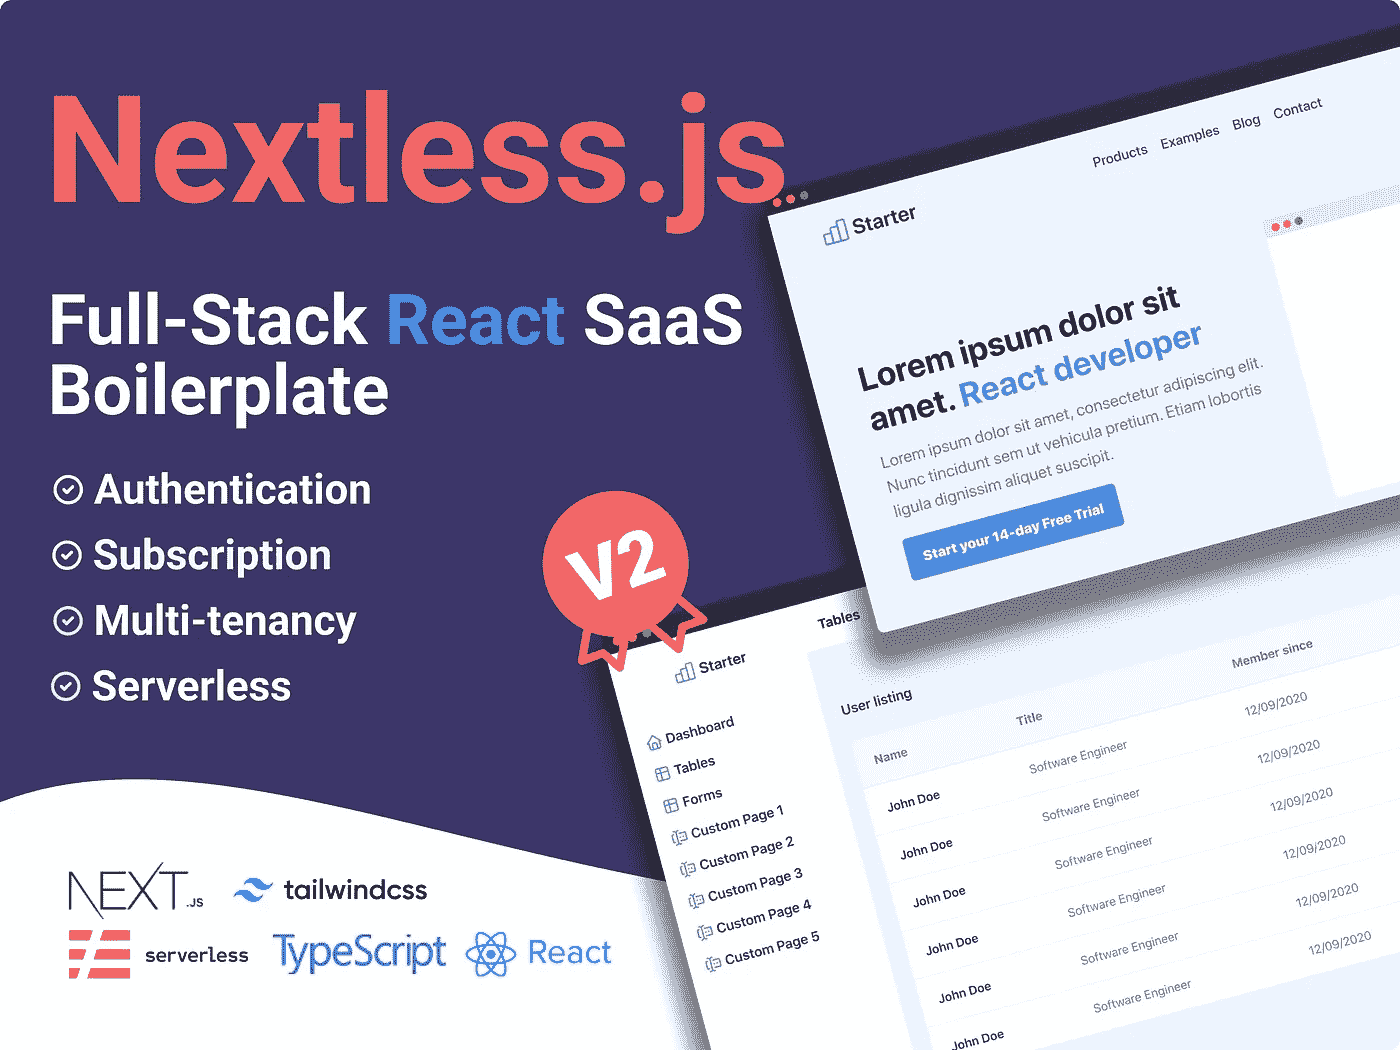 Nextless.js
Full-Stack React SaaS
Boilerplate
Authentication
Subscription
Multi-tenancy
Serverless
V2
NEXT.JS
tailwindcss
serverless
TypeScript
React
Products Examples Blog Contact
Starter
Lorem ipsum dolor sit
amet. React developer
Lorem ipsum dolor sit amet, consectetur adipiscing elit.
Nunc tincidunt sem ut vehicula pretium. Etiam lobortis
ligula dignissim aliquet suscipit.
Start your 14-day Free Trial
Starter
Tables
Dashboard
Tables
Forms
Custom Page 1
Custom Page 2
Custom Page 3
Custom Page 4
Custom Page 5
User listing
Name Title Member since
John Doe Software Engineer 12/09/2020
John Doe Software Engineer 12/09/2020
John Doe Software Engineer 12/09/2020
John Doe Software Engineer 12/09/2020
John Doe Software Engineer 12/09/2020
John Doe Software Engineer 12/09/2020